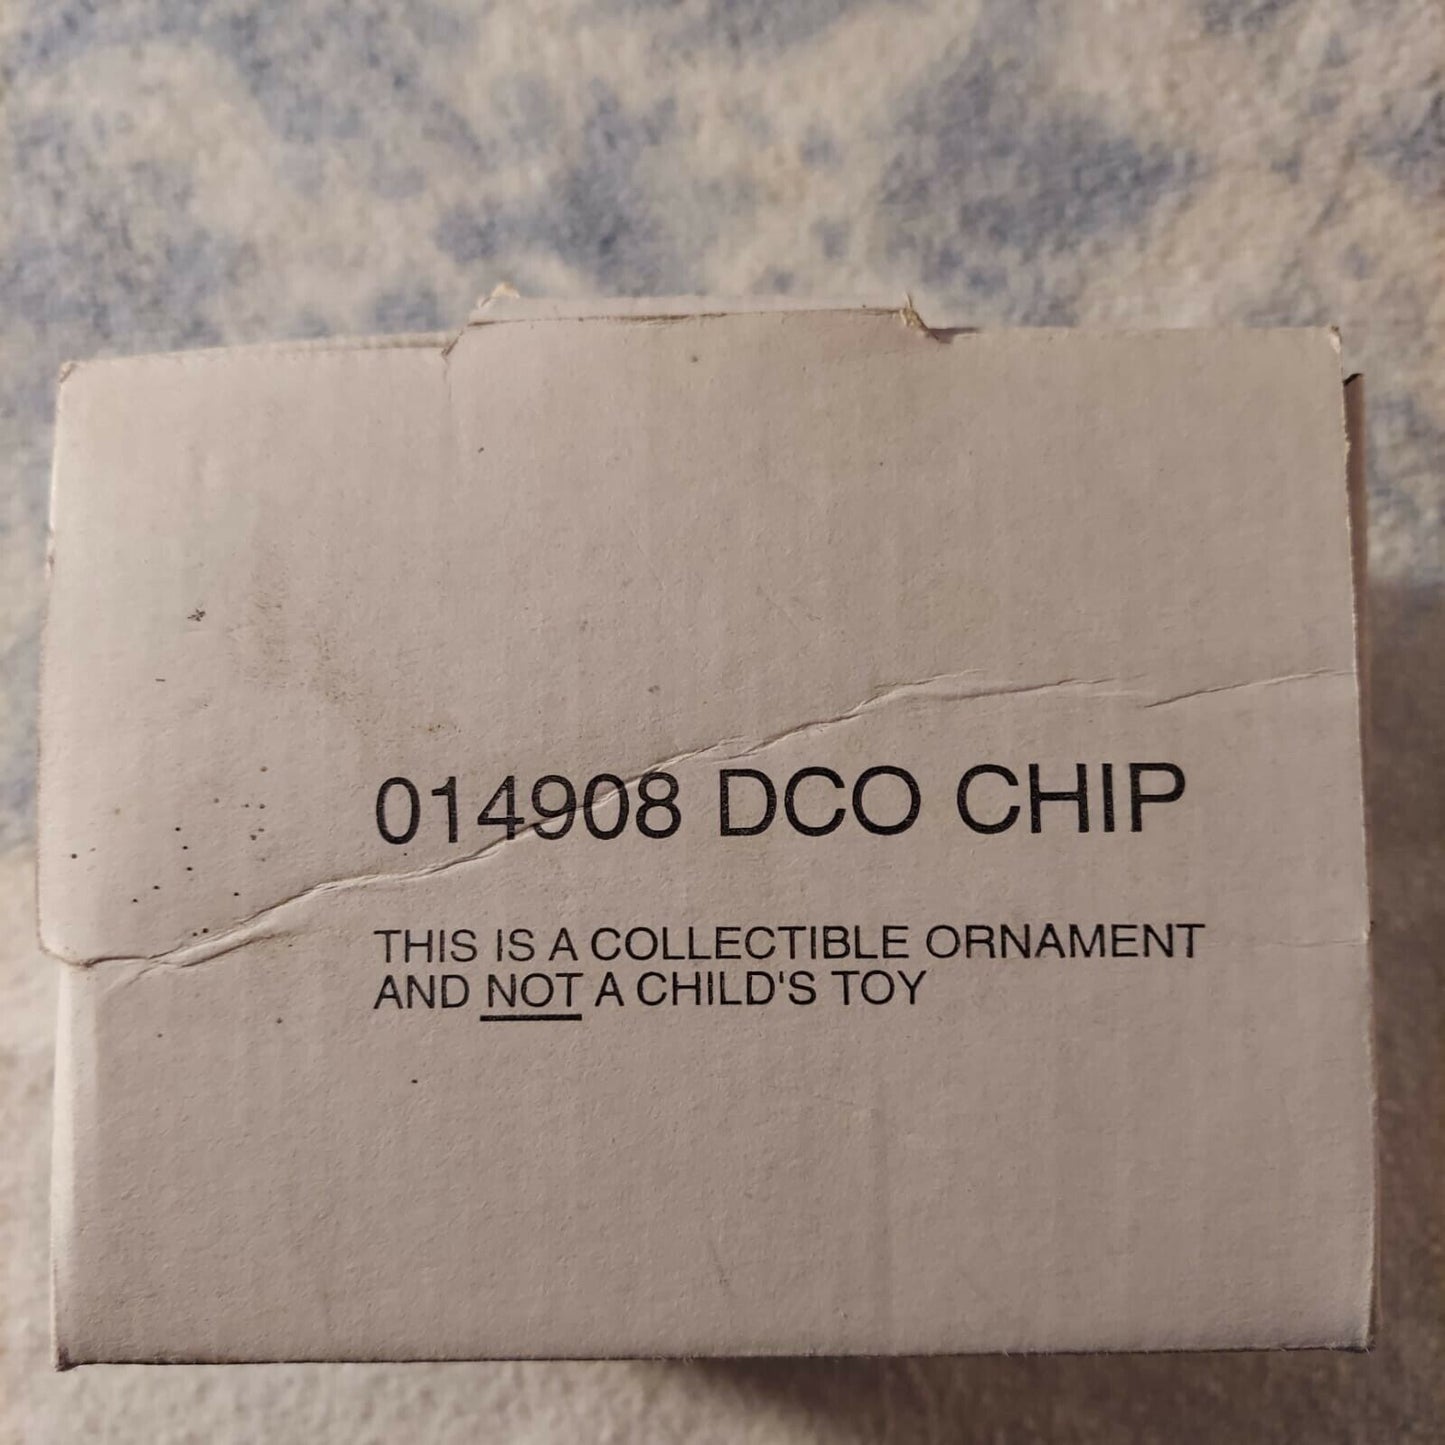 014908 DCO CHIP
THIS IS A COLLECTIBLE ORNAMENT
AND NOT A CHILD'S TOY